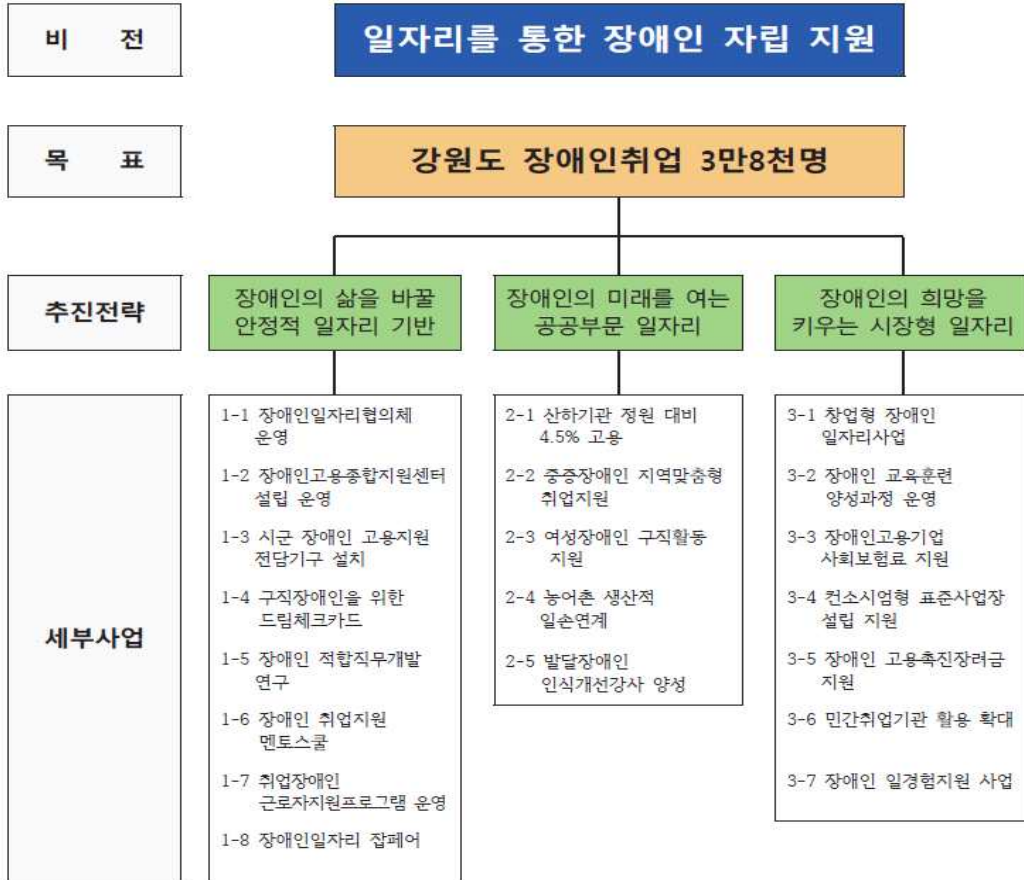 비 전
일자리를 통한 장애인 자립 지원
목 표
강원도 장애인취업 3만8천명
추진전략
장애인의 삶을 바꿀
안정적 일자리 기반
장애인의 미래를 여는
공공부문 일자리
장애인의 희망을
키우는 시장형 일자리
세부사업
1-1 장애인일자리협의체
운영
1-2 장애인고용종합지원센터
설립 운영
1-3 시군 장애인 고용지원
전담기구 설치
1-4 구직장애인을 위한
드림체크카드
1-5 장애인 적합직무개발
연구
1-6 장애인 취업지원
멘토스쿨
1-7 취업장애인
근로자지원프로그램 운영
1-8 장애인일자리 잡페어
2-1 산하기관 정원 대비
4.5% 고용
2-2 중증장애인 지역맞춤형
취업지원
2-3 여성장애인 구직활동
지원
2-4 농어촌 생산적
일손연계
2-5 발달장애인
인식개선강사 양성
3-1 창업형 장애인
일자리사업
3-2 장애인 교육훈련
양성과정 운영
3-3 장애인고용기업
사회보험료 지원
3-4 컨소시엄형 표준사업장
설립 지원
3-5 장애인 고용촉진장려금
지원
3-6 민간취업기관 활용 확대
3-7 장애인 일경험지원 사업